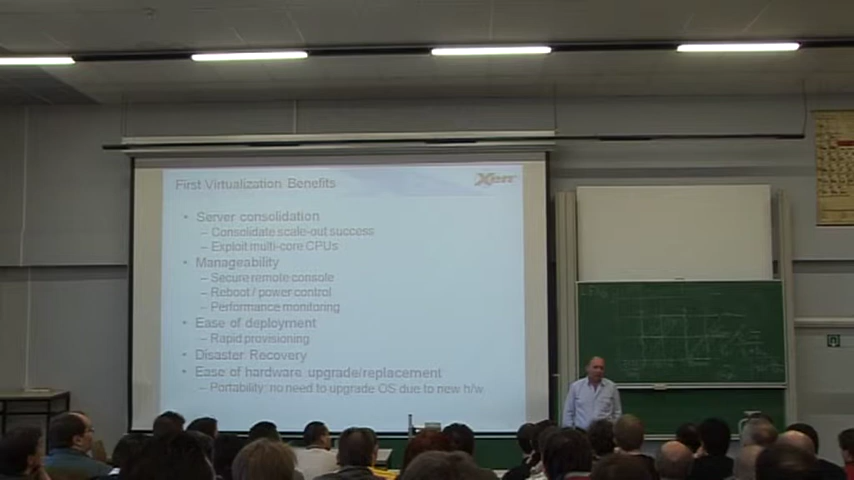 First Virtualization Benefits
Xen
• Server consolidation
– Consolidate scale-out success
– Exploit multi-core CPUs
• Manageability
– Secure remote console
– Reboot / power control
– Performance monitoring
• Ease of deployment
– Rapid provisioning
• Disaster Recovery
• Ease of hardware upgrade/replacement
– Portability: no need to upgrade OS due to new h/w.